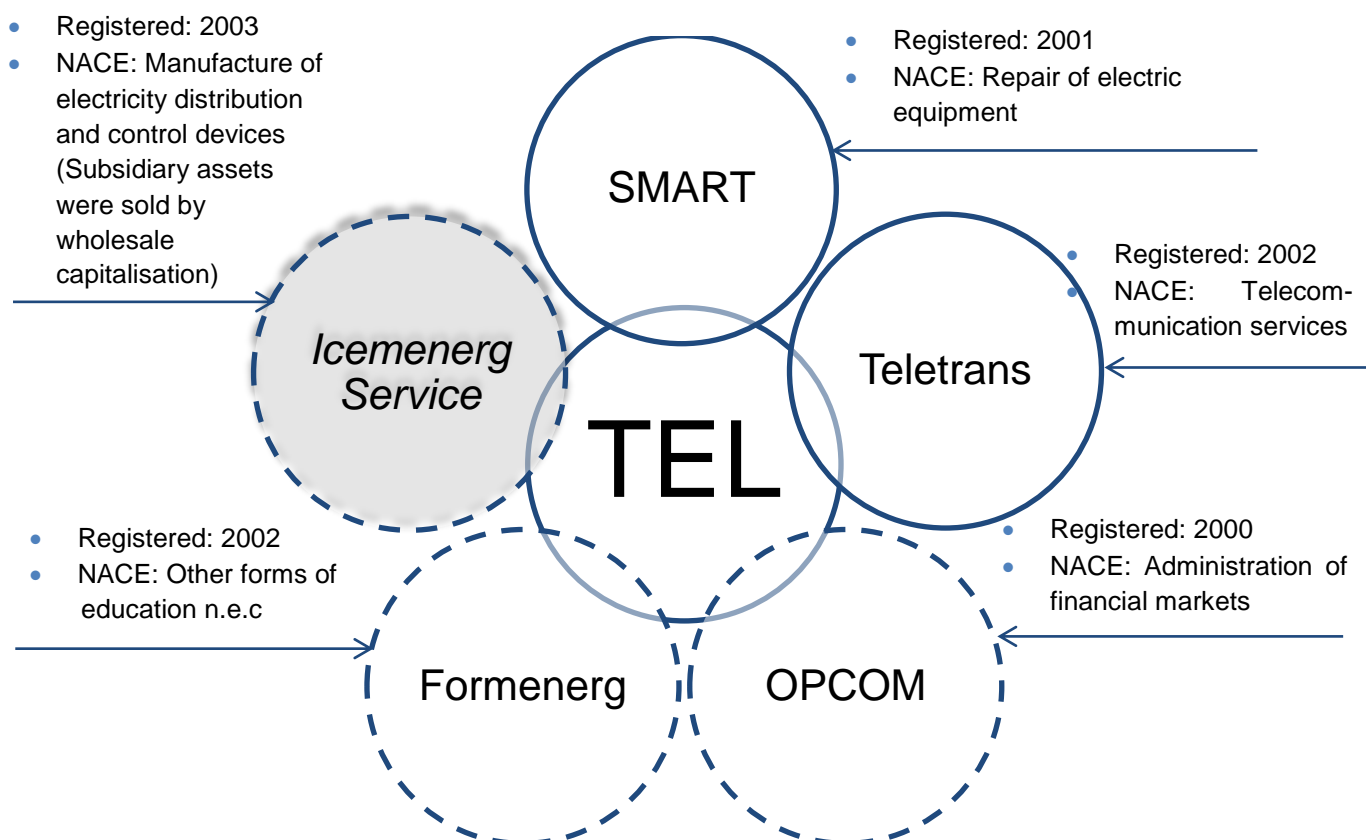 • Registered: 2003
• NACE: Manufacture of
electricity distribution
and control devices
(Subsidiary assets
were sold by
wholesale
capitalisation)
• Registered: 2001
• NACE: Repair of electric
equipment
SMART
• Registered: 2002
• NACE: Telecom-
munication services
Icemenerg
Service
Teletrans
TEL
• Registered: 2002
• NACE: Other forms of
education n.e.c
• Registered: 2000
• NACE: Administration of
financial markets
Formenerg
OPCOM